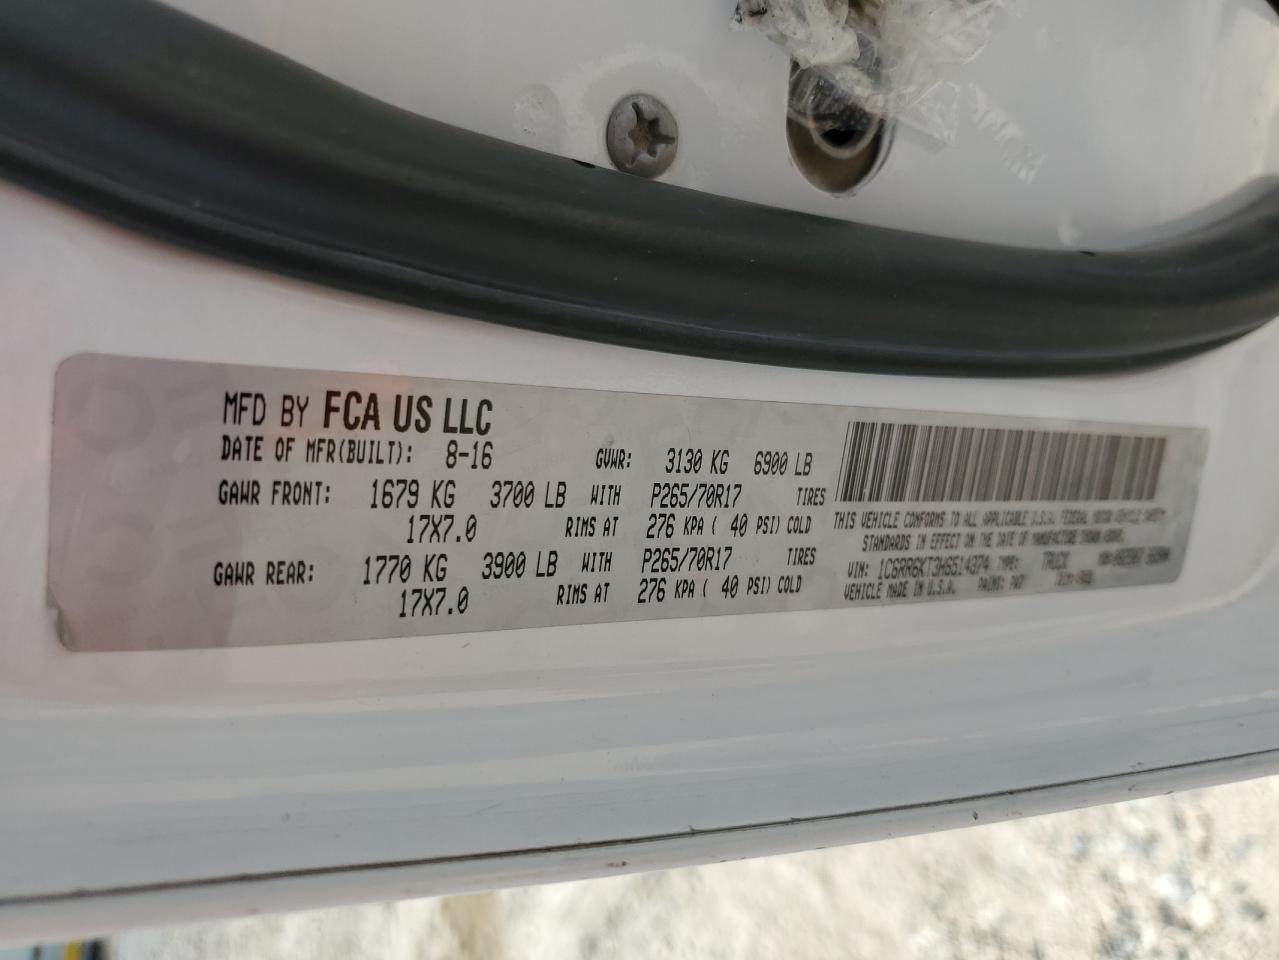 MFD BY FCA US LLC
DATE OF MFR(BUILT): 8-16 GVWR: 3130 KG 6900 LB
GAWR FRONT: 1679 KG 3700 LB WITH P265/70R17 TIRES
17X7.0 RIMS AT 276 KPA ( 40 PSI) COLD
GAWR REAR: 1770 KG 3900 LB WITH P265/70R17 TIRES
17X7.0 RIMS AT 276 KPA ( 40 PSI) COLD
THIS VEHICLE CONFORMS TO ALL APPLICABLE U.S.A. FEDERAL MOTOR VEHICLE SAFETY
STANDARDS IN EFFECT ON THE DATE OF MANUFACTURE SHOWN ABOVE.
VIN: 1C6RR6KT3HS514374 TYPE: TRUCK
VEHICLE MADE IN U.S.A. PAINT: PW7